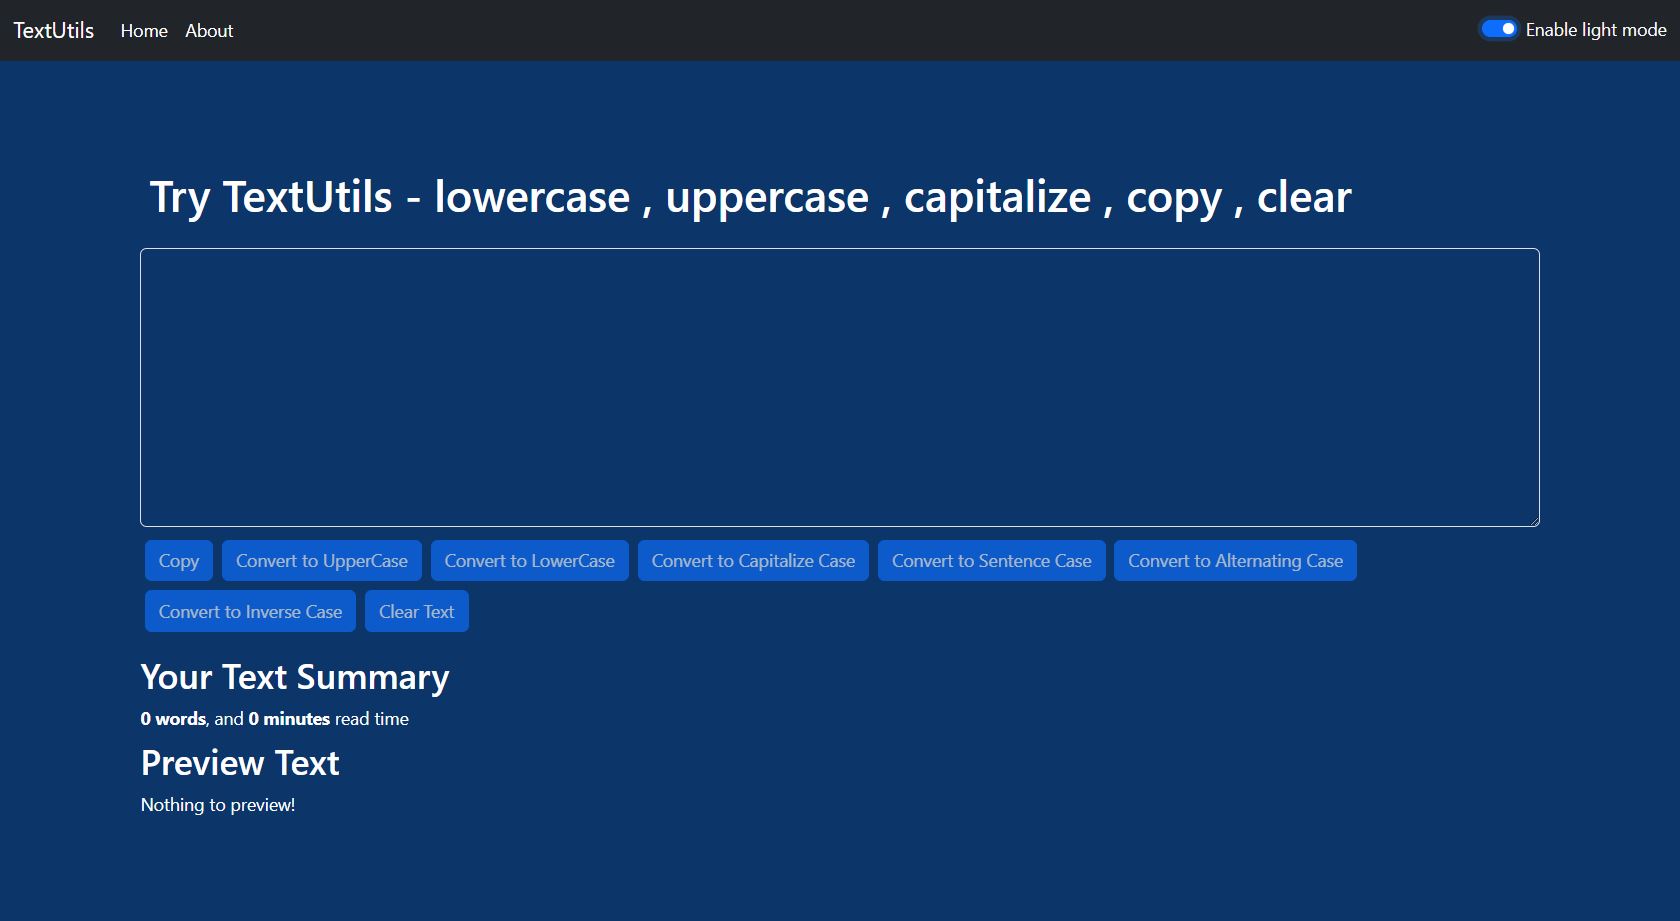 TextUtils Home About Enable light mode
Try TextUtils - lowercase , uppercase , capitalize , copy , clear
Copy Convert to UpperCase Convert to LowerCase Convert to Capitalize Case Convert to Sentence Case Convert to Alternating Case
Convert to Inverse Case Clear Text
Your Text Summary
0 words, and 0 minutes read time
Preview Text
Nothing to preview!